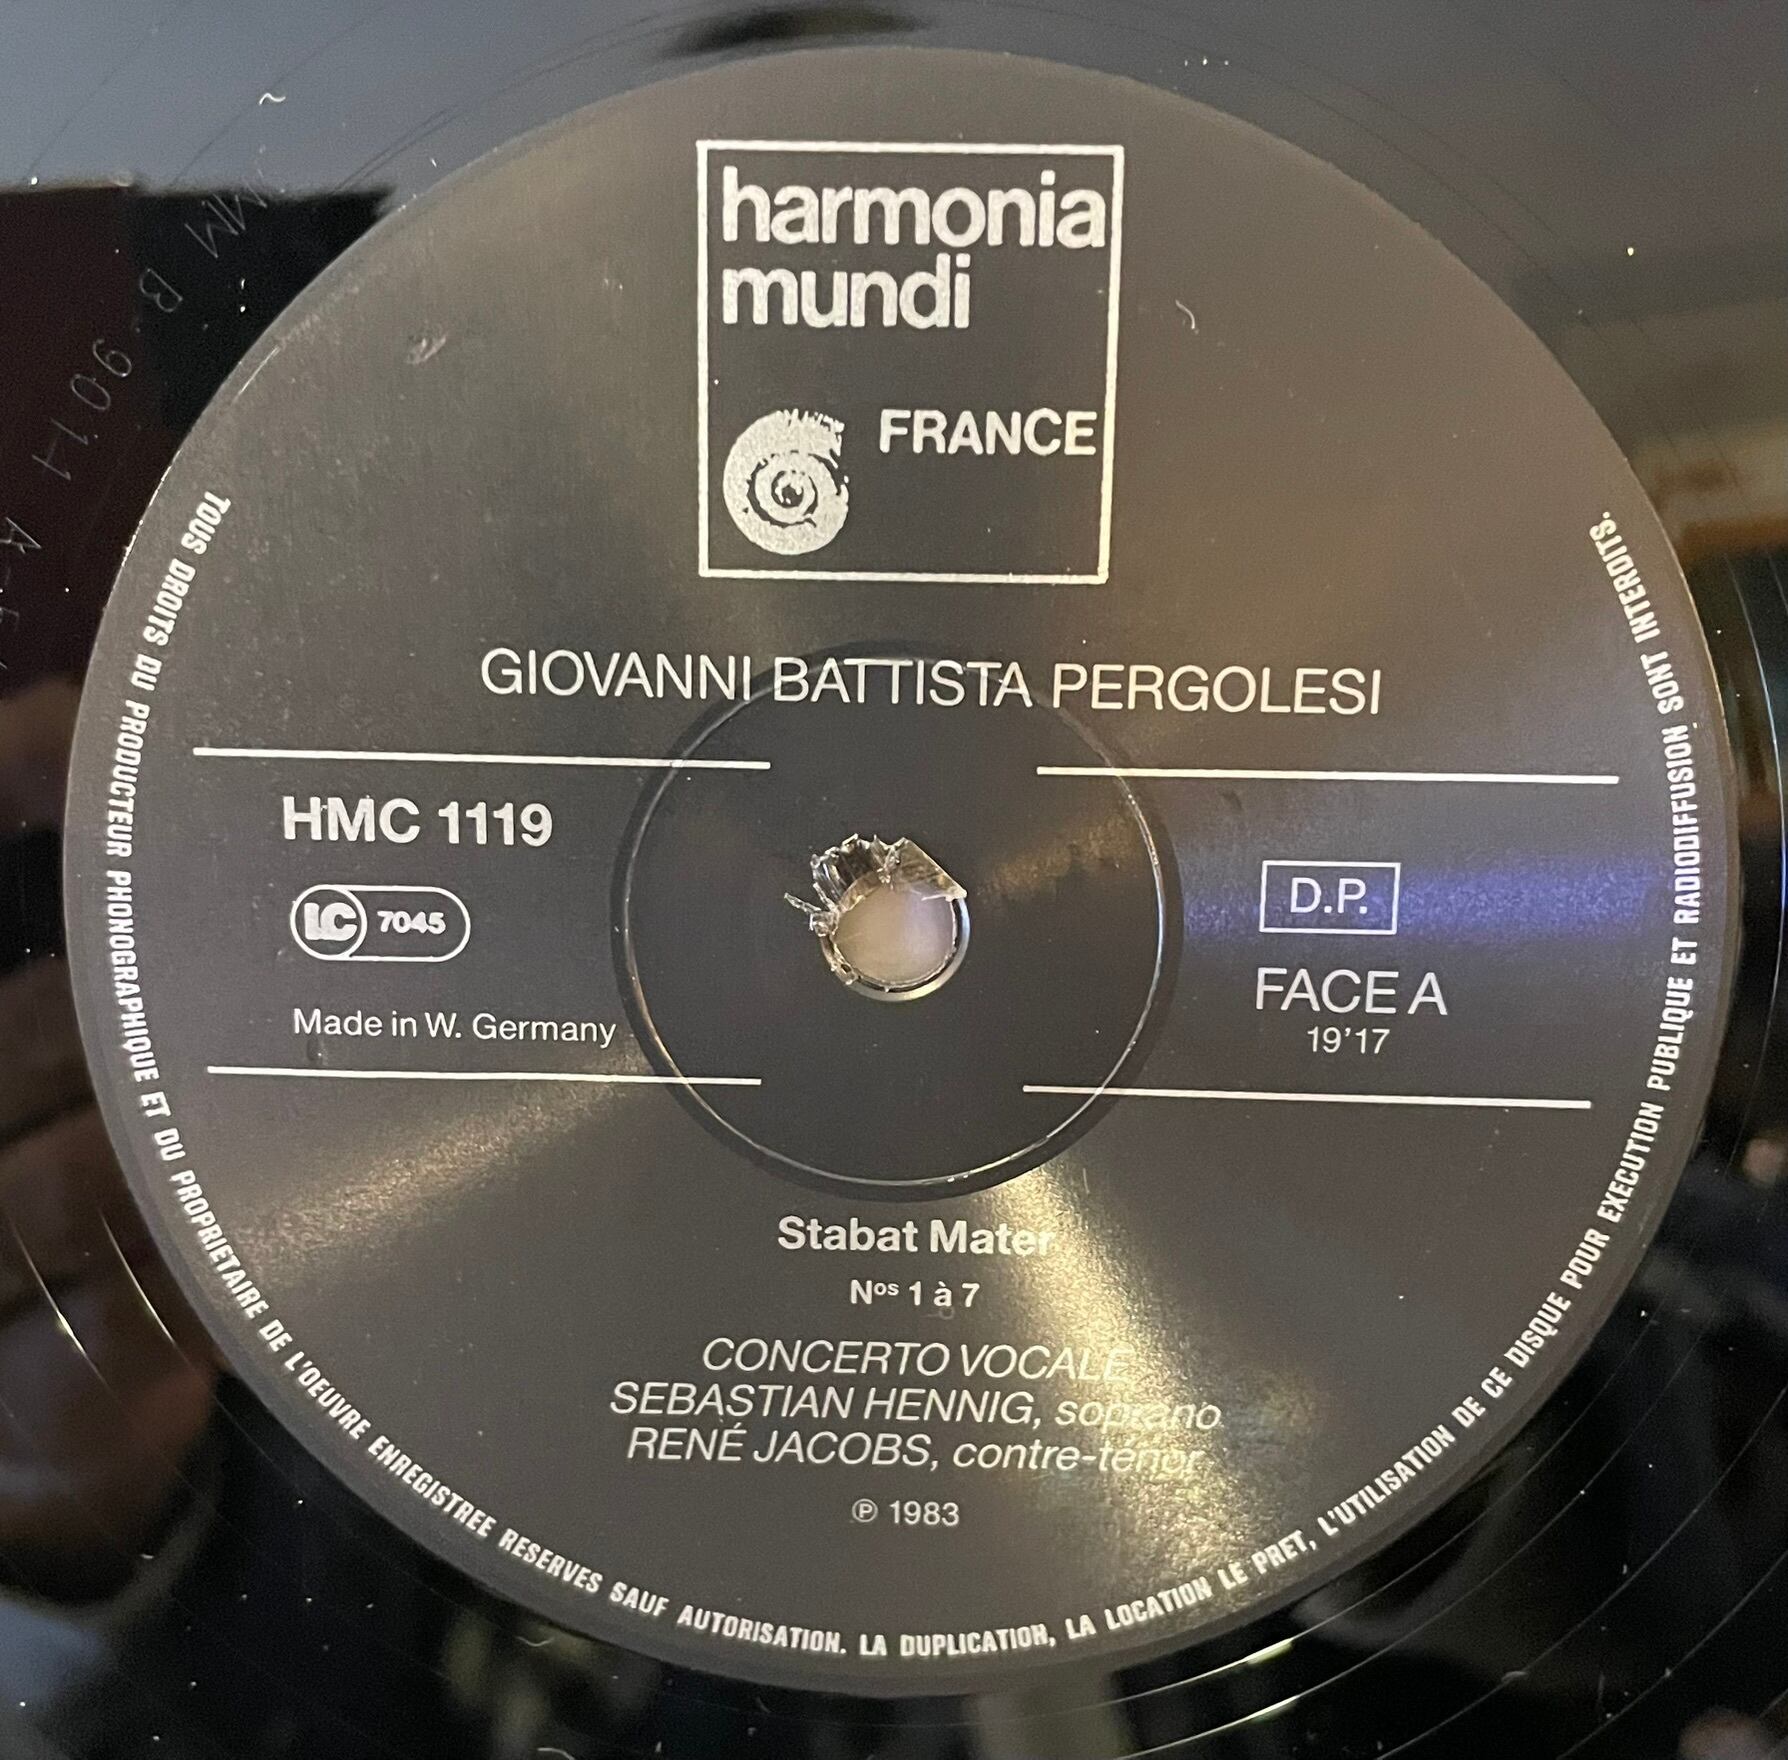 harmonia
mundi
FRANCE
GIOVANNI BATTISTA PERGOLESI
HMC 1119
LC 7045
Made in W. Germany
D.P.
FACE A
19'17
Stabat Mater
Nos 1 à 7
CONCERTO VOCALE
SEBASTIAN HENNIG, soprano
RENÉ JACOBS, contre-ténor
℗ 1983
TOUS DROITS DU PRODUCTEUR PHONOGRAPHIQUE ET DU PROPRIETAIRE DE L'OEUVRE ENREGISTREE RESERVES SAUF AUTORISATION. LA DUPLICATION, LA LOCATION LE PRET, L'UTILISATION DE CE DISQUE POUR EXECUTION PUBLIQUE ET RADIODIFFUSION SONT INTERDITS.